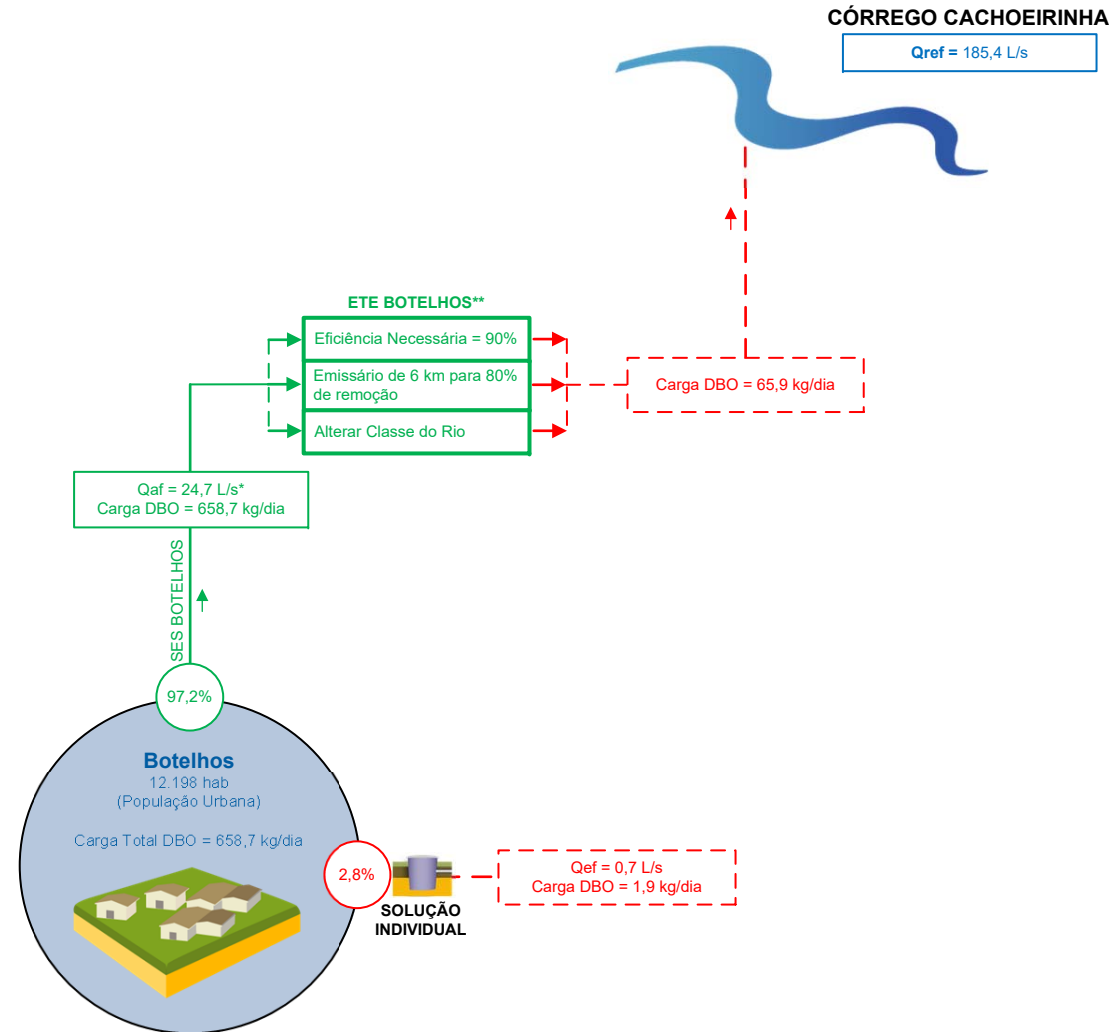 CÓRREGO CACHOEIRINHA
Qref = 185,4 L/s
ETE BOTELHOS**
Eficiência Necessária = 90%
Emissário de 6 km para 80%
de remoção
Alterar Classe do Rio
Carga DBO = 65,9 kg/dia
Qaf = 24,7 L/s*
Carga DBO = 658,7 kg/dia
SES BOTELHOS
97,2%
Botelhos
12.198 hab
(População Urbana)
Carga Total DBO = 658,7 kg/dia
2,8%
SOLUÇÃO
INDIVIDUAL
Qef = 0,7 L/s
Carga DBO = 1,9 kg/dia